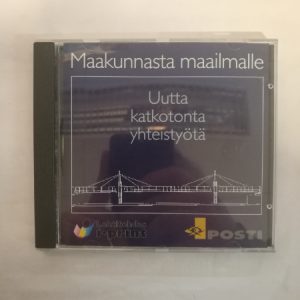 Maakunnasta maailmalle
Uutta
katkotonta
yhteistyötä
POSTI